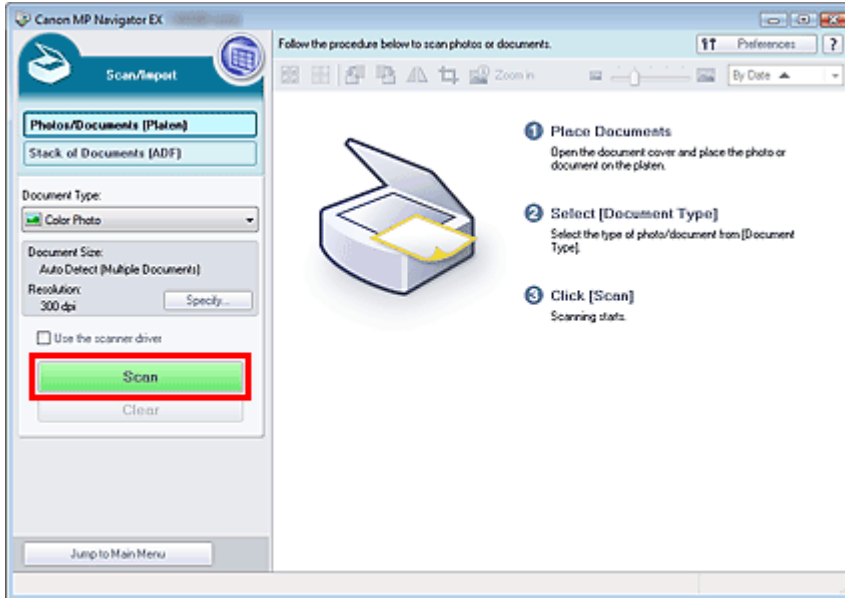 Canon MP Navigator EX
Scan/Import
Follow the procedure below to scan photos or documents.
Preferences
?
Zoom in
By Date
Photos/Documents (Platen)
Stack of Documents (ADF)
Document Type:
Color Photo
Document Size:
Auto Detect (Multiple Documents)
Resolution:
300 dpi
Specify...
Use the scanner driver
Scan
Clear
Jump to Main Menu
1 Place Documents
Open the document cover and place the photo or
document on the platen.
2 Select [Document Type]
Select the type of photo/document from [Document
Type].
3 Click [Scan]
Scanning starts.